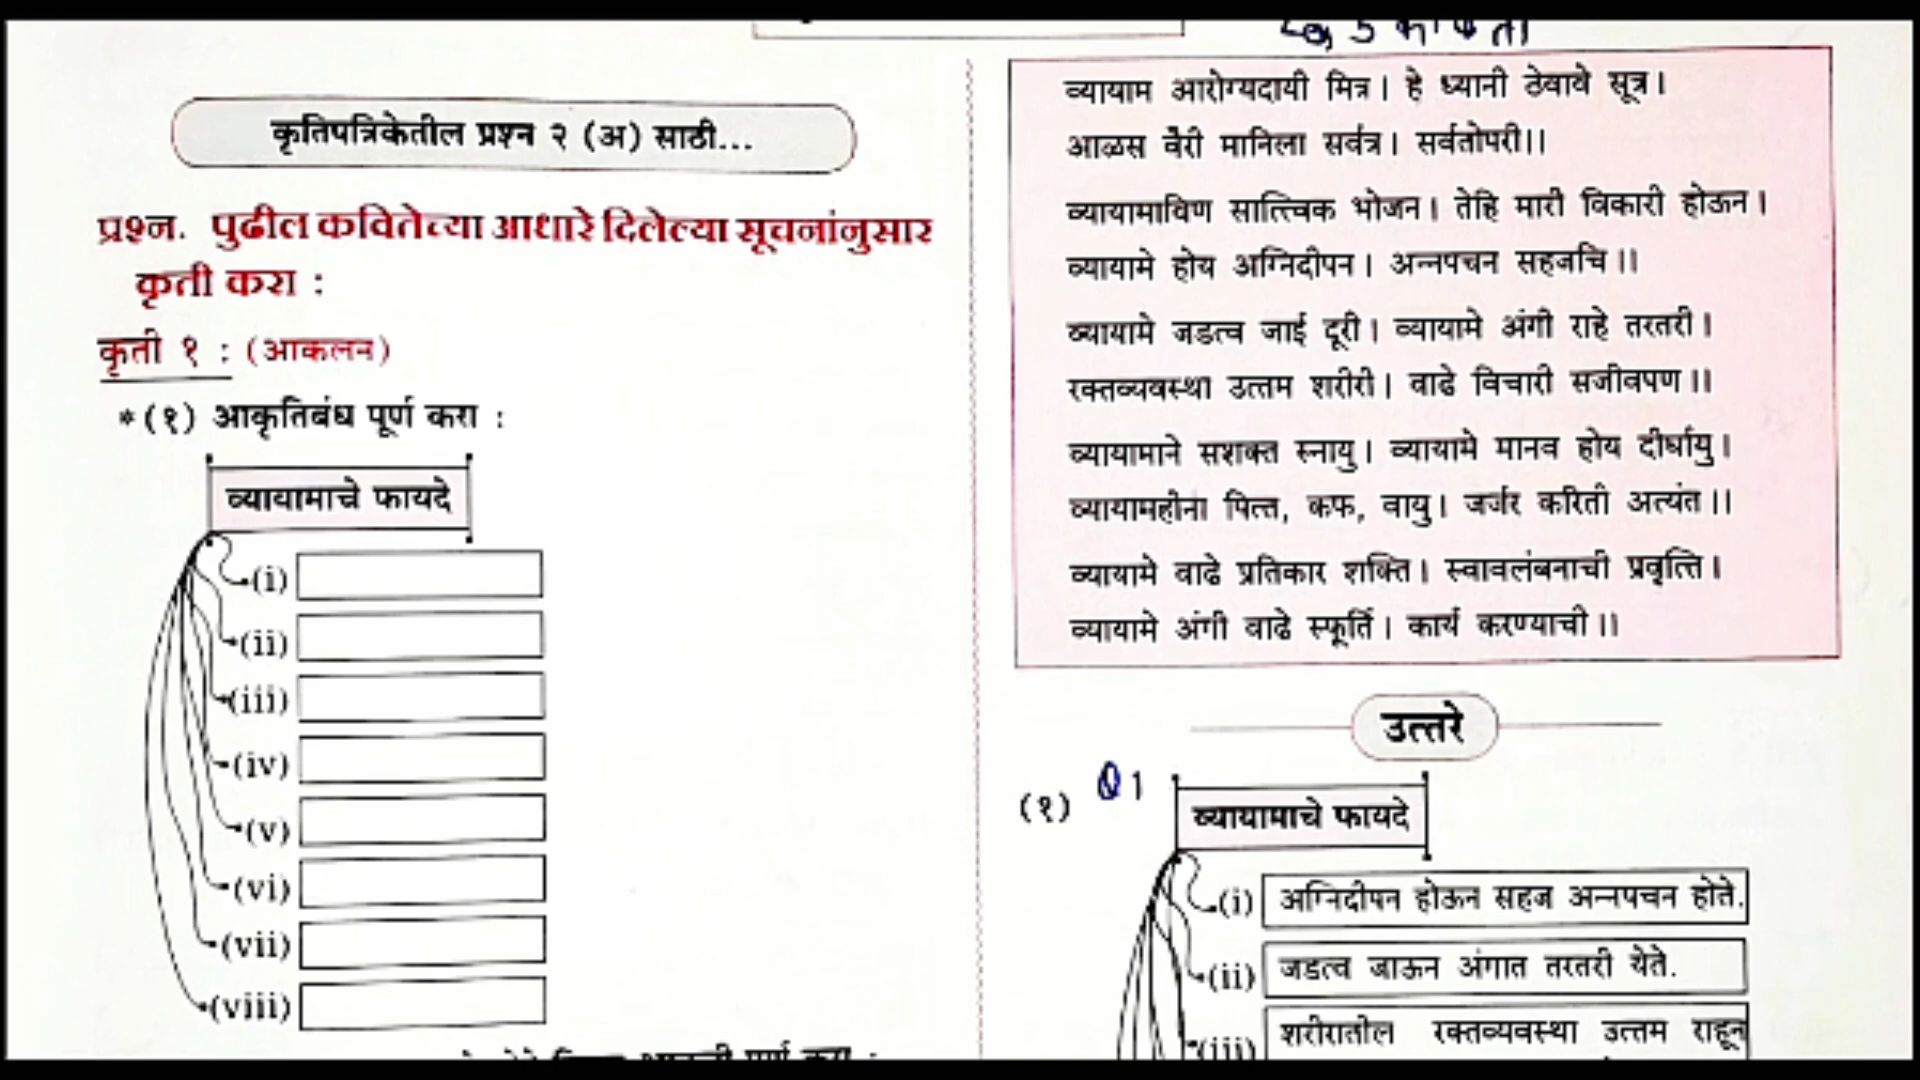 कृतिपत्रिकेतील प्रश्न २ (अ) साठी...
प्रश्न. पुढील कवितेच्या आधारे दिलेल्या सूचनांनुसार
कृती करा :
कृती १ : (आकलन)
*(१) आकृतिबंध पूर्ण करा :
व्यायामाचे फायदे
(i)
(ii)
(iii)
(iv)
(v)
(vi)
(vii)
(viii)
व्यायाम आरोग्यदायी मित्र। हे ध्यानी ठेवावे सूत्र।
आळस वैरी मानिला सर्वत्र। सर्वतोपरी।।
व्यायामाविण सात्त्विक भोजन। तेहि मारी विकारी होऊन।
व्यायामे होय अग्निदीपन। अन्नपचन सहजचि।।
व्यायामे जडत्व जाई दूरी। व्यायामे अंगी राहे तरतरी।
रक्तव्यवस्था उत्तम शरीरी। वाढे विचारी सजीवपण।।
व्यायामाने सशक्त स्नायु। व्यायामे मानव होय दीर्घायु।
व्यायामहीना पित्त, कफ, वायु। जर्जर करिती अत्यंत।।
व्यायामे वाढे प्रतिकार शक्ति। स्वावलंबनाची प्रवृत्ति।
व्यायामे अंगी वाढे स्फूर्ति। कार्य करण्याची।।
उत्तरे
(१) Q1
व्यायामाचे फायदे
(i) अग्निदीपन होऊन सहज अन्नपचन होते.
(ii) जडत्व जाऊन अंगात तरतरी येते.
(iii) शरीरातील रक्तव्यवस्था उत्तम राहून